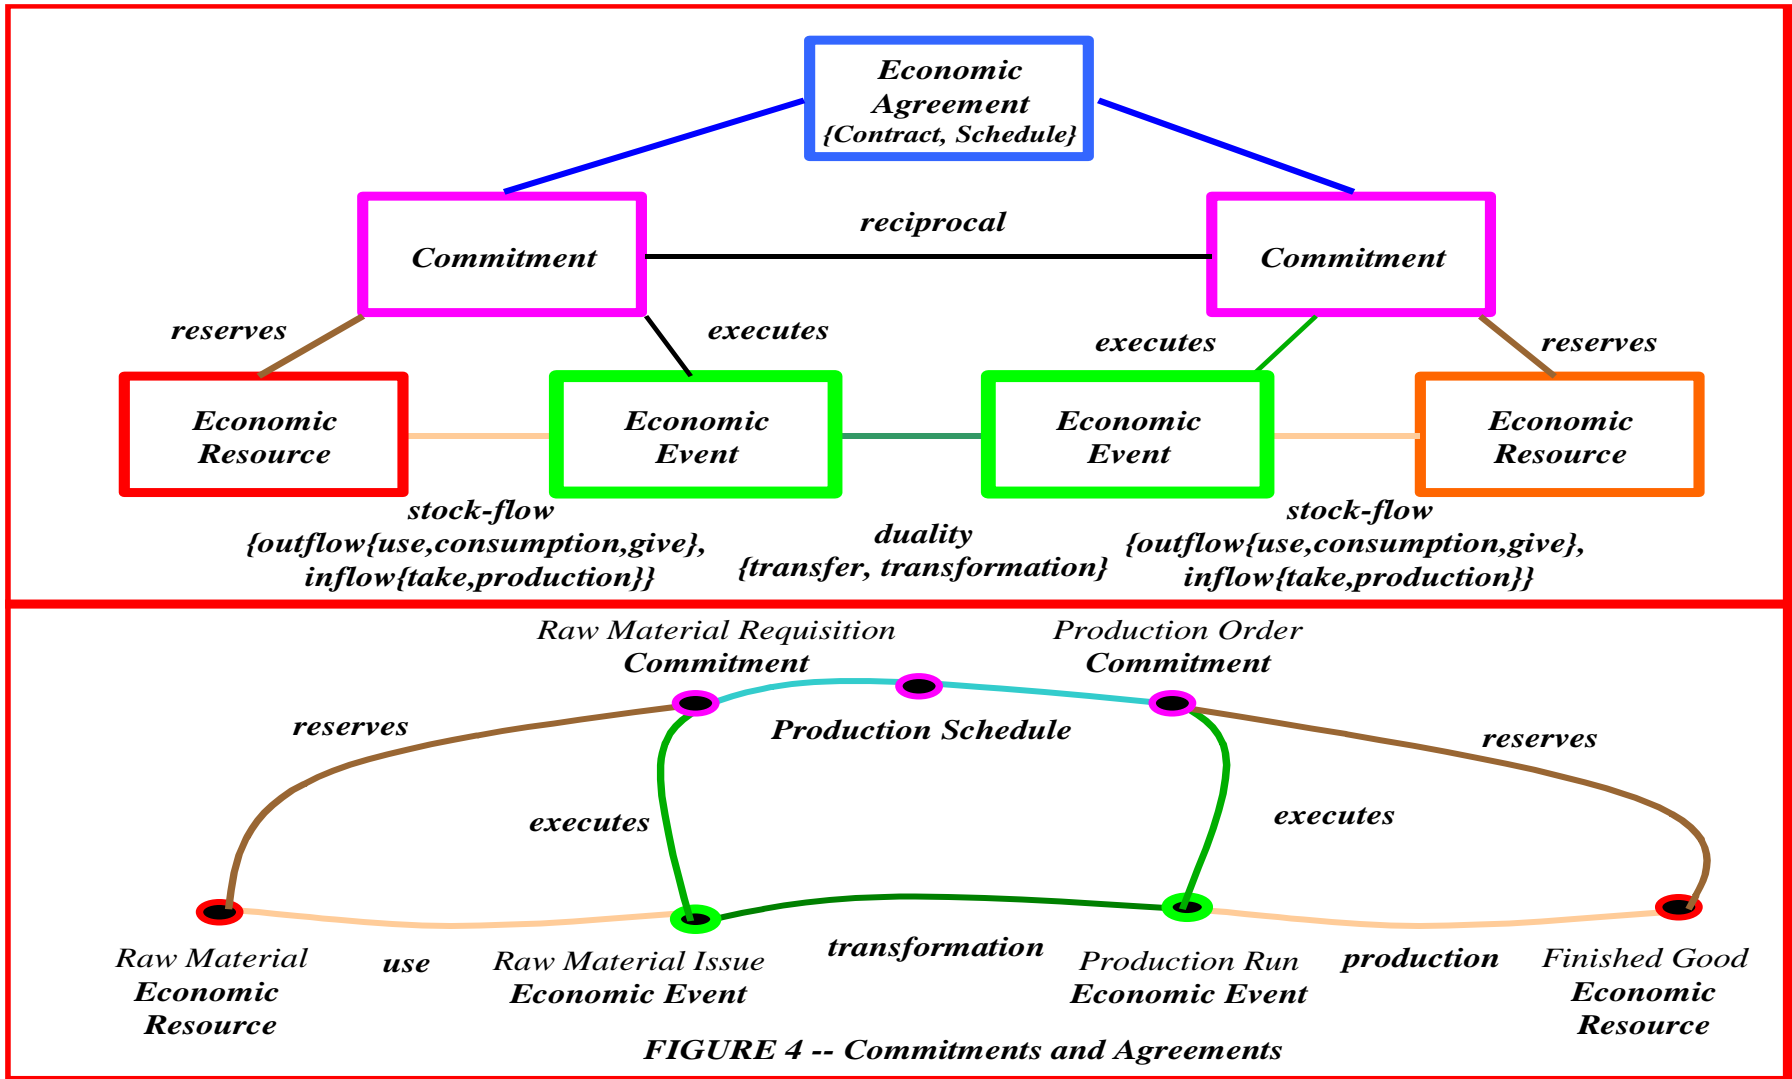 Economic
Agreement
{Contract, Schedule}
reciprocal
Commitment
Commitment
reserves
executes
executes
reserves
Economic
Resource
Economic
Event
Economic
Event
Economic
Resource
stock-flow
{outflow{use,consumption,give},
inflow{take,production}}
duality
{transfer, transformation}
stock-flow
{outflow{use,consumption,give},
inflow{take,production}}
Raw Material Requisition
Commitment
Production Order
Commitment
reserves
Production Schedule
reserves
executes
executes
Raw Material
Economic
Resource
use
Raw Material Issue
Economic Event
transformation
Production Run
Economic Event
production
Finished Good
Economic
Resource
FIGURE 4 -- Commitments and Agreements